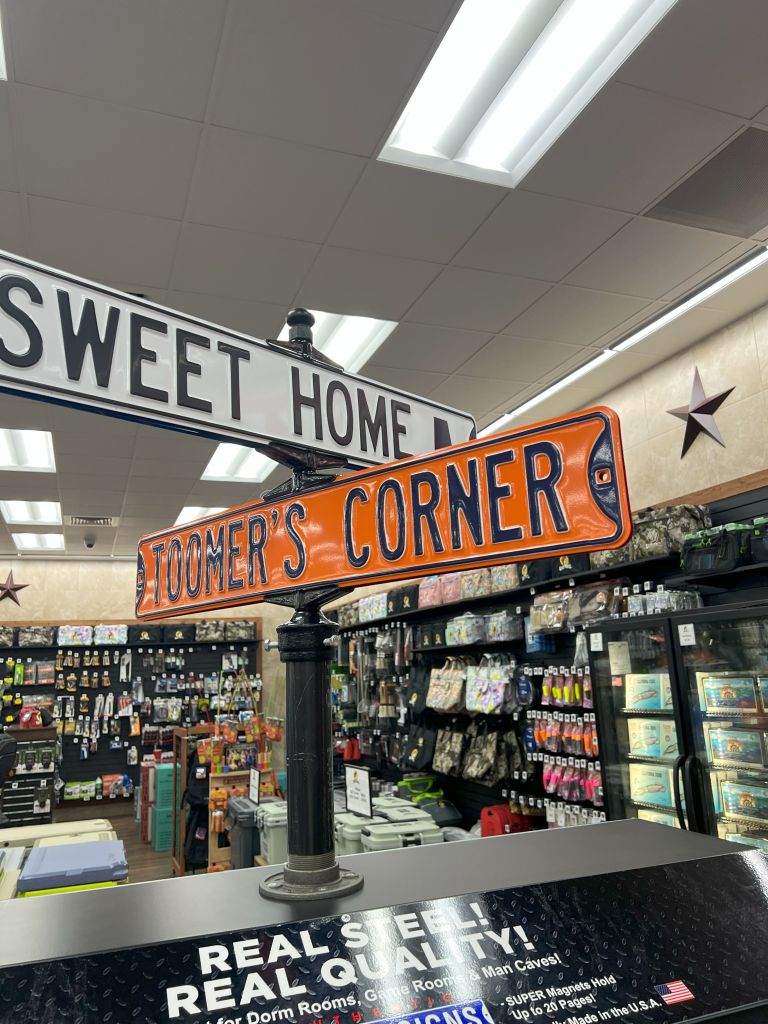 SWEET HOME
TOOMER'S CORNER
REAL STEEL!
REAL QUALITY!
for Dorm Rooms, Game Rooms & Man Caves!
SUPER Magnets Hold
Up to 20 Pages!
Made in the U.S.A.
SIGNS